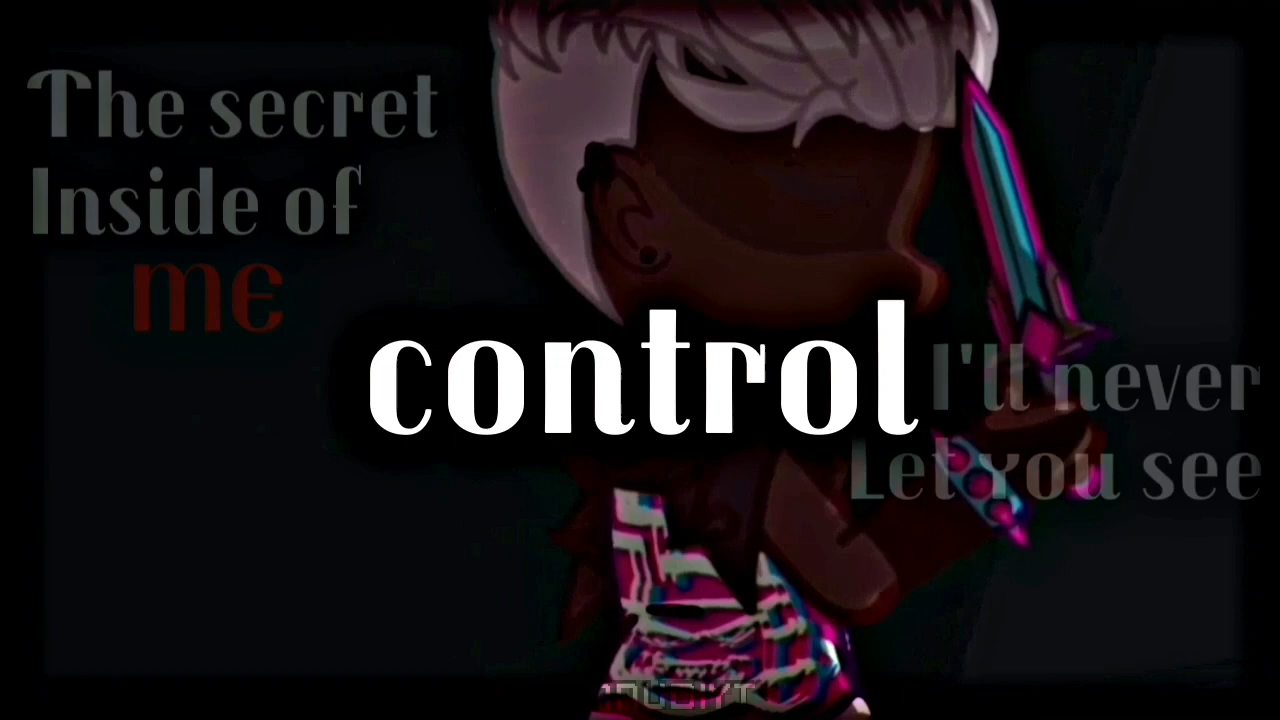 The secret
Inside of
me
control
I'll never
Let you see